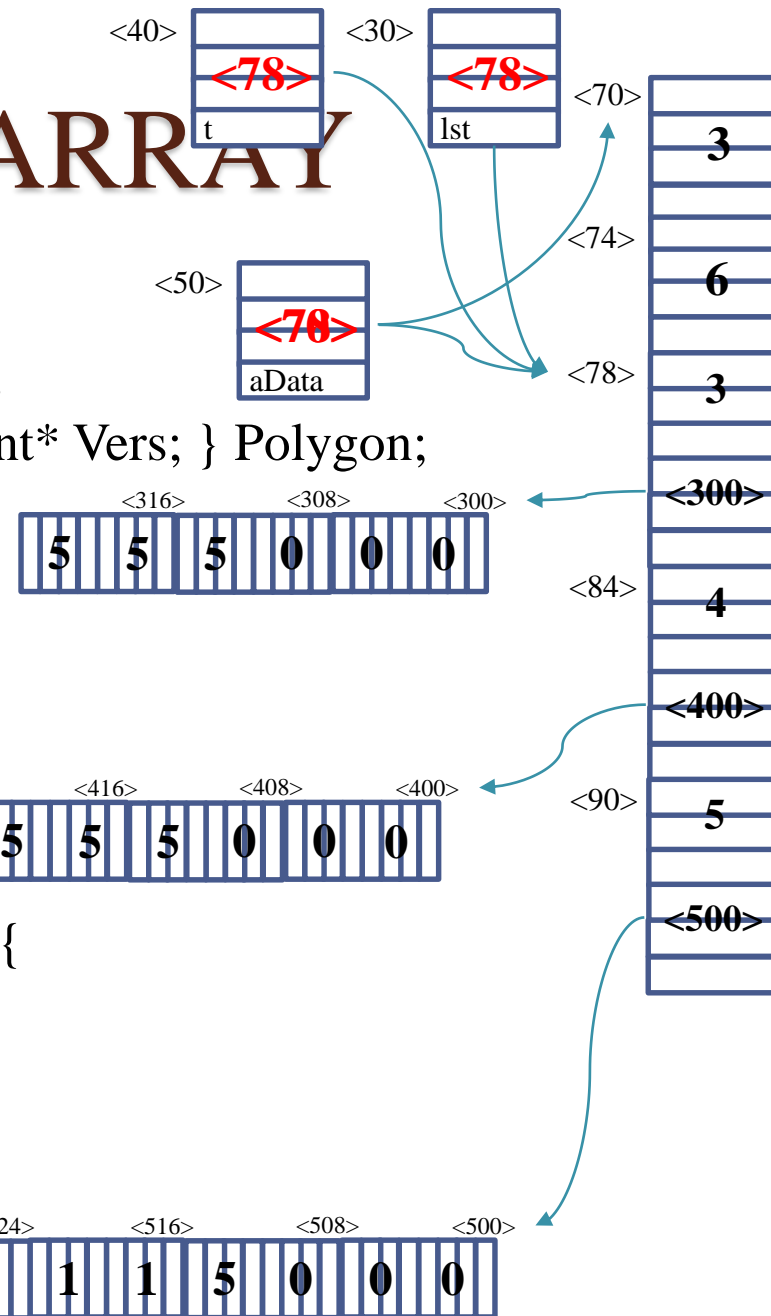 <40> <30>
<78> <78> <70>
t lst 3
ARRAY
<74>
<50> 6
<78>
aData <78> 3
nt* Vers; } Polygon;
<316> <308> <300> <300>
5 5 5 0 0 0
<84> 4
<400>
<416> <408> <400> <90> 5
5 5 5 0 0 0
<500>
{
24> <516> <508> <500>
1 1 5 0 0 0